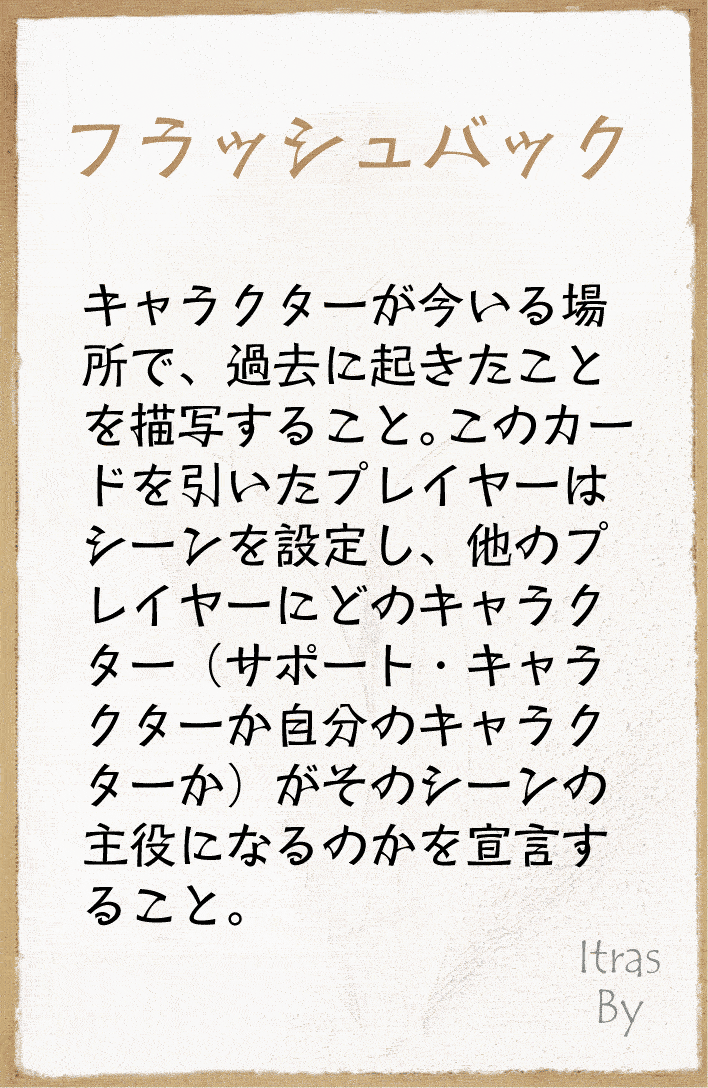 フラッシュバック
キャラクターが今いる場
所で、過去に起きたこと
を描写すること。このカー
ドを引いたプレイヤーは
シーンを設定し、他のプ
レイヤーにどのキャラク
ター（サポート・キャラ
クターか自分のキャラク
ターか）がそのシーンの
主役になるのかを宣言す
ること。
Itras
By